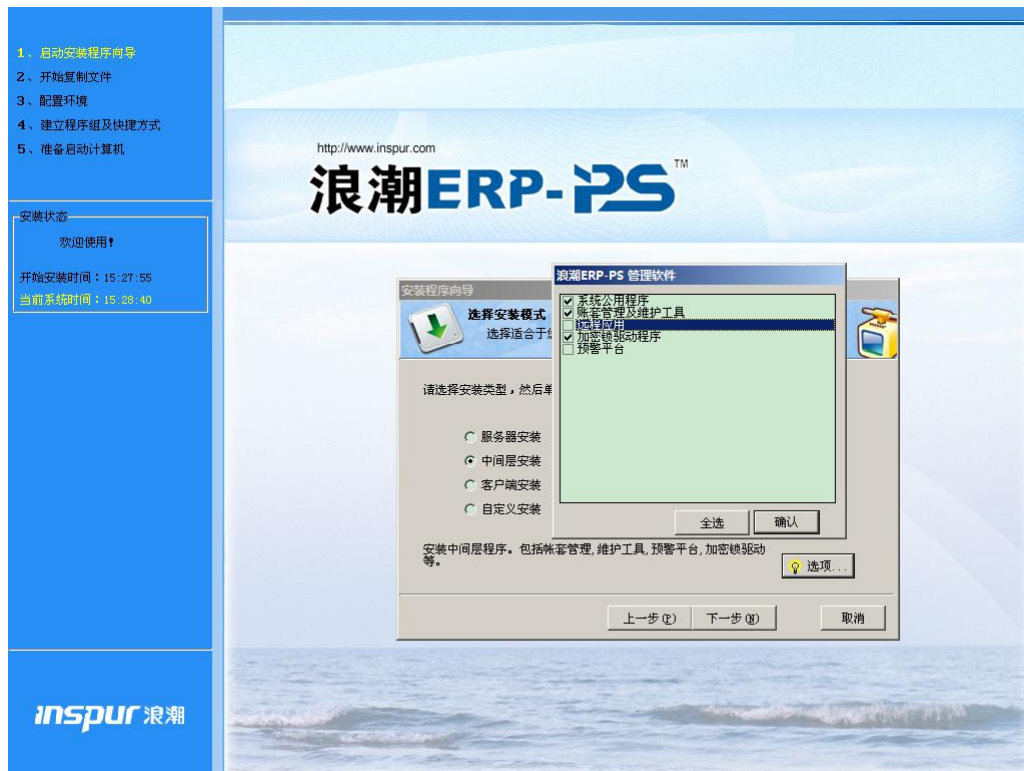 1、启动安装程序向导
2、开始复制文件
3、配置环境
4、建立程序组及快捷方式
5、准备启动计算机
安装状态
欢迎使用!
开始安装时间:15:27:55
当前系统时间:15:28:40
inspur 浪潮
http://www.inspur.com
浪潮ERP-PS™
安装程序向导
选择安装模式
选择适合于
请选择安装类型,然后单
服务器安装
中间层安装
客户端安装
自定义安装
安装中间层程序。包括帐套管理,维护工具,预警平台,加密锁驱动
等。
选项...
上一步(P)
下一步(N)
取消
浪潮ERP-PS 管理软件
系统公用程序
账套管理及维护工具
远程应用
加密锁驱动程序
预警平台
全选
确认